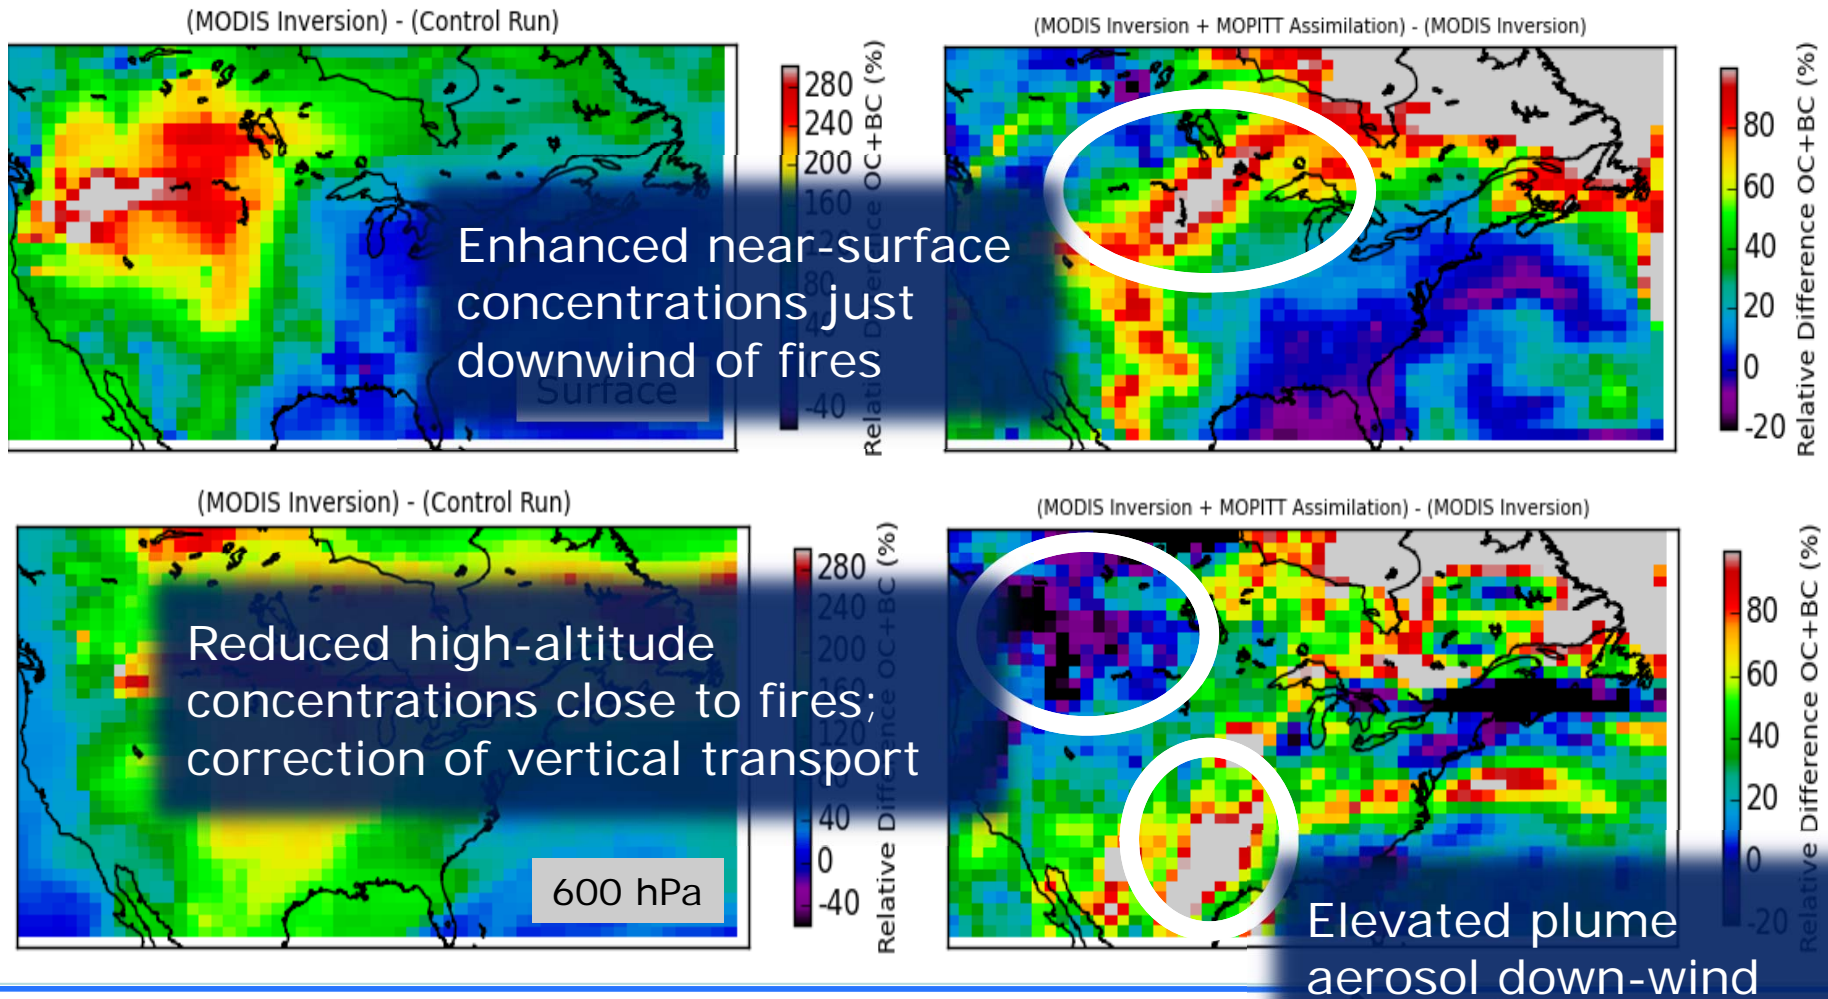 (MODIS Inversion) - (Control Run)
280
240
200
160
80
-40
Relative Difference OC+BC (%)
Surface
Enhanced near-surface
concentrations just
downwind of fires
(MODIS Inversion + MOPITT Assimilation) - (MODIS Inversion)
80
60
40
20
0
-20
Relative Difference OC+BC (%)
(MODIS Inversion) - (Control Run)
280
240
200
160
120
80
40
0
-40
Relative Difference OC+BC (%)
600 hPa
Reduced high-altitude
concentrations close to fires;
correction of vertical transport
(MODIS Inversion + MOPITT Assimilation) - (MODIS Inversion)
80
60
40
20
0
-20
Relative Difference OC+BC (%)
Elevated plume
aerosol down-wind